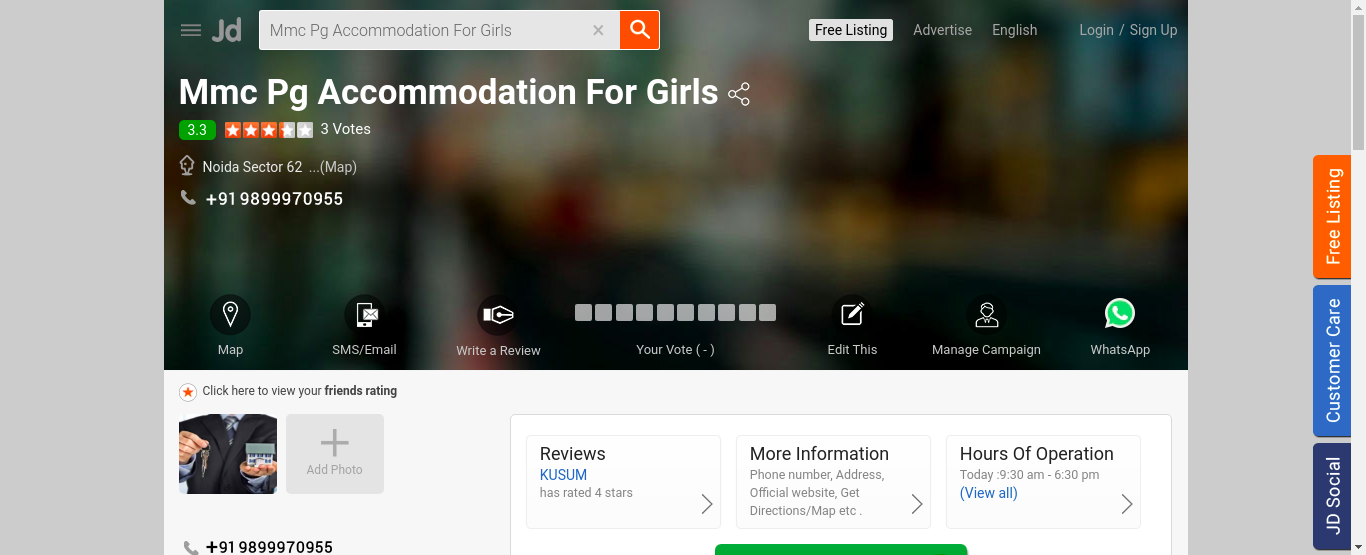 Jd
Mmc Pg Accommodation For Girls ×
Free Listing
Advertise
English
Login / Sign Up
Mmc Pg Accommodation For Girls
3.3 3 Votes
Noida Sector 62 ...(Map)
+91 9899970955
Map
SMS/Email
Write a Review
Your Vote ( - )
Edit This
Manage Campaign
WhatsApp
Click here to view your friends rating
Add Photo
Reviews
KUSUM
has rated 4 stars
More Information
Phone number, Address,
Official website, Get
Directions/Map etc .
Hours Of Operation
Today :9:30 am - 6:30 pm
(View all)
+91 9899970955
Free Listing
Customer Care
JD Social